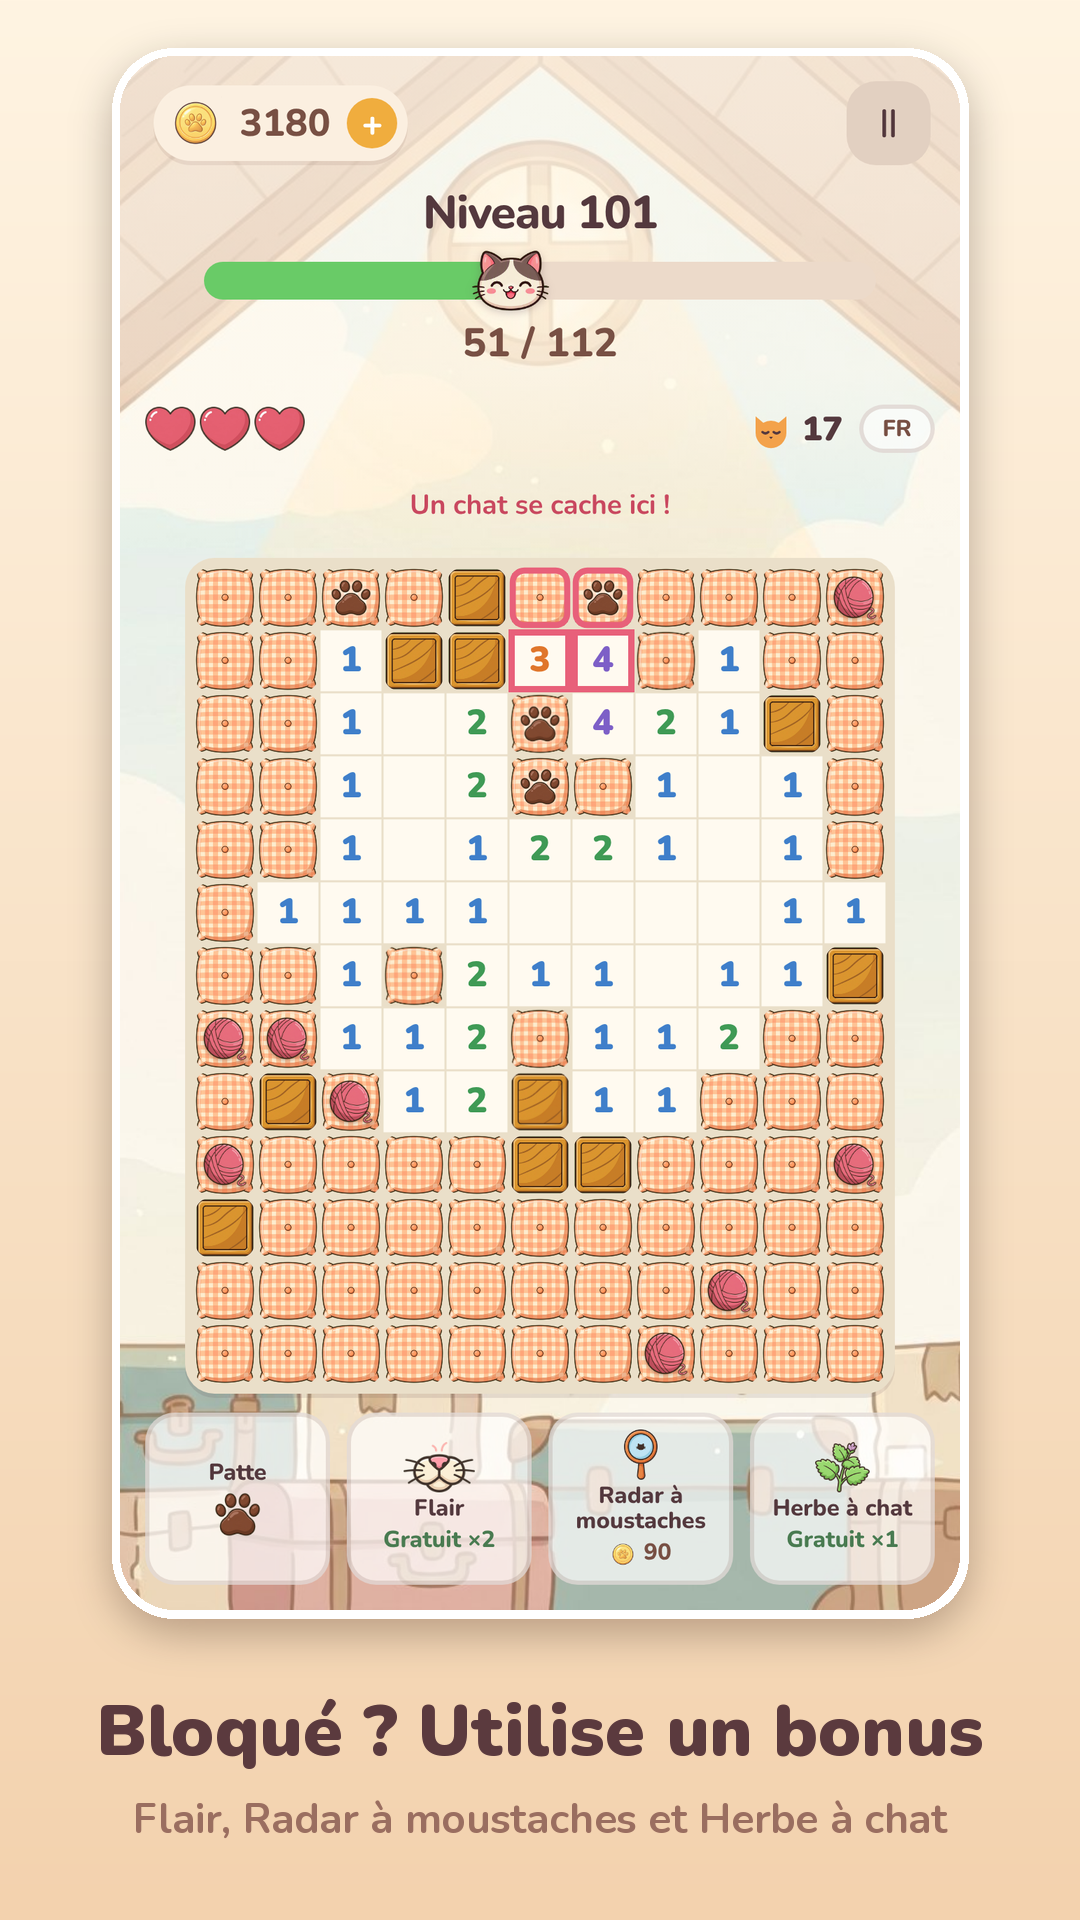 3180 +
Niveau 101
51 / 112
17 FR
Un chat se cache ici !
1 3 4 1
1 2 4 2 1
1 2 1 1
1 1 2 2 1 1
1 1 1 1 1 1
1 2 1 1 1 1
1 1 2 1 1 2
1 2 1 1
Patte
Flair
Gratuit ×2
Radar à
moustaches
90
Herbe à chat
Gratuit ×1
Bloqué ? Utilise un bonus
Flair, Radar à moustaches et Herbe à chat